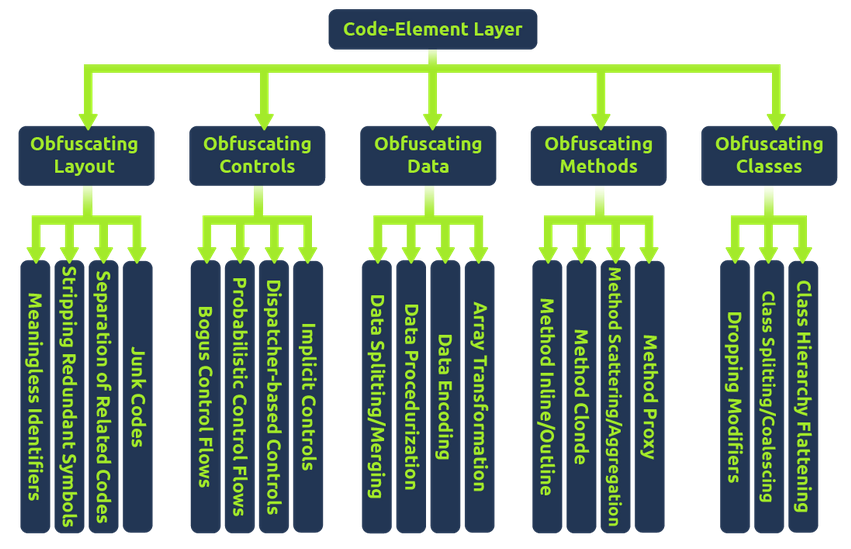 Code-Element Layer
Obfuscating
Layout
Obfuscating
Controls
Obfuscating
Data
Obfuscating
Methods
Obfuscating
Classes
Meaningless Identifiers
Stripping Redundant Symbols
Separation of Related Codes
Junk Codes
Bogus Control Flows
Probabilistic Control Flows
Dispatcher-based Controls
Implicit Controls
Data Splitting/Merging
Data Procedurization
Data Encoding
Array Transformation
Method Inline/Outline
Method Clonde
Method Scattering/Aggregation
Method Proxy
Dropping Modifiers
Class Splitting/Coalescing
Class Hierarchy Flattening